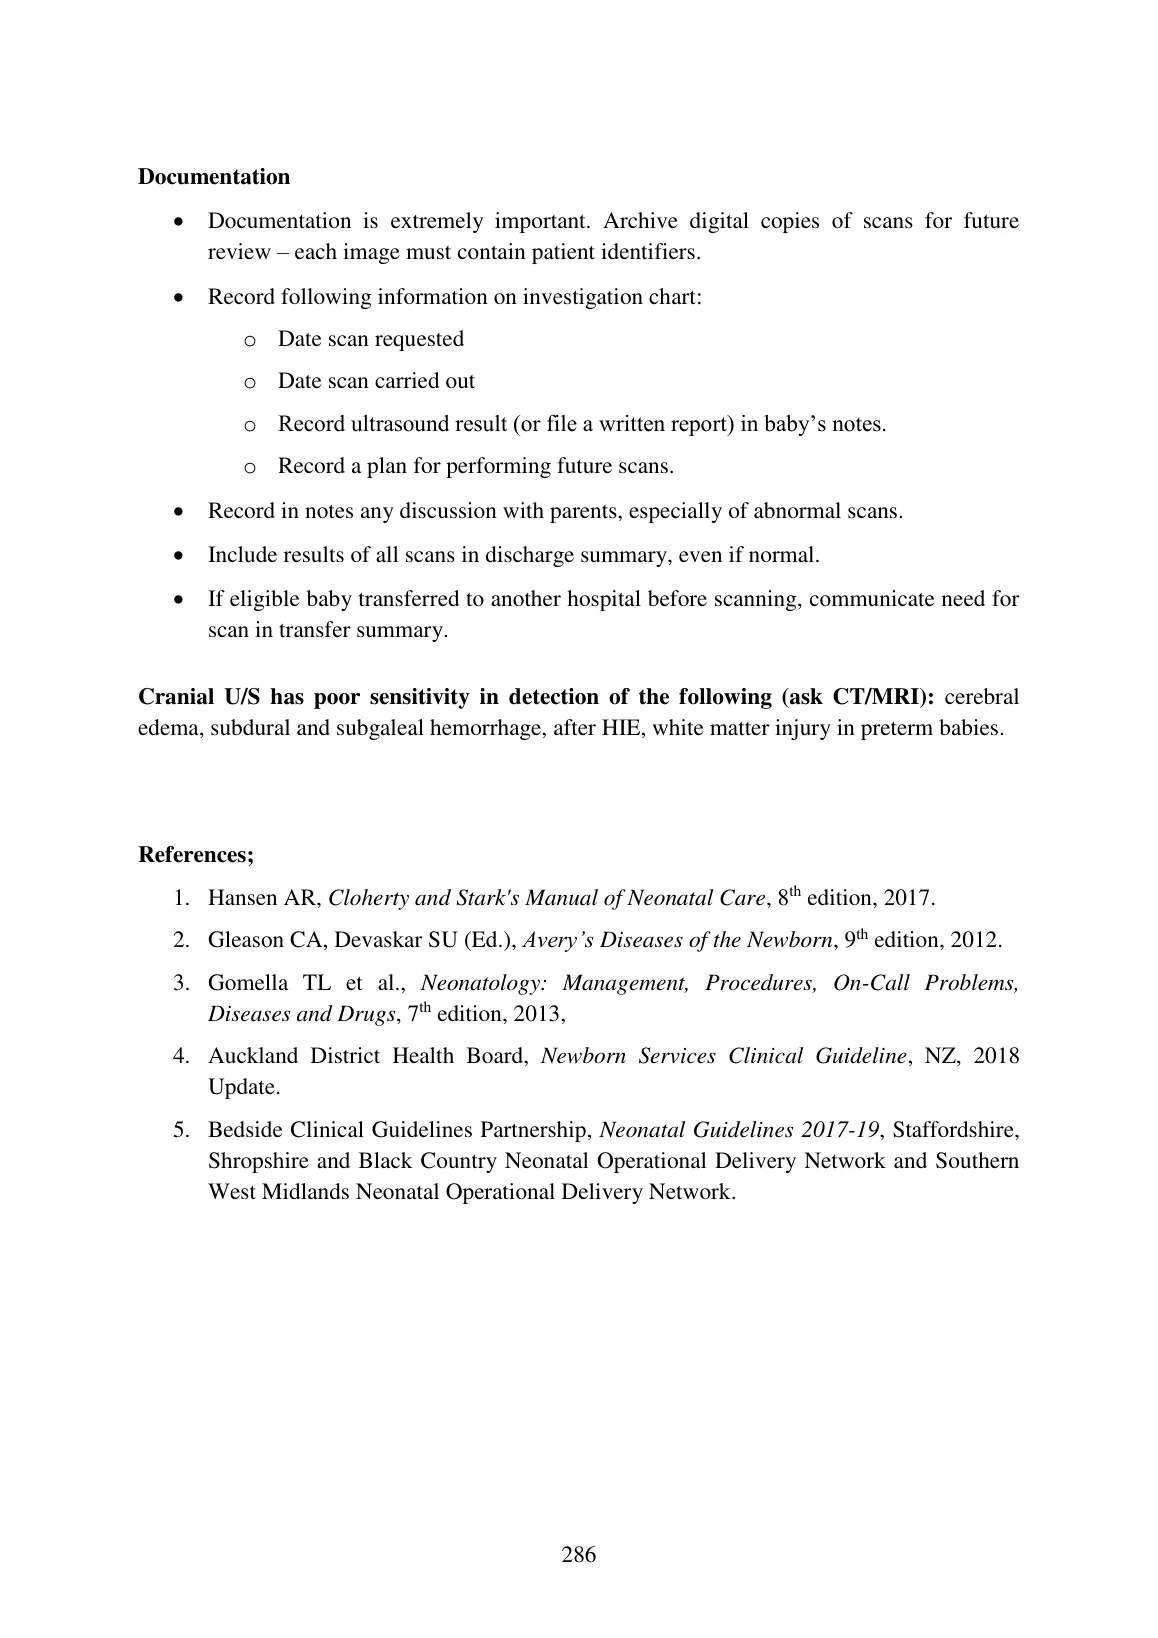 Documentation
• Documentation is extremely important. Archive digital copies of scans for future
review – each image must contain patient identifiers.
• Record following information on investigation chart:
o Date scan requested
o Date scan carried out
o Record ultrasound result (or file a written report) in baby’s notes.
o Record a plan for performing future scans.
• Record in notes any discussion with parents, especially of abnormal scans.
• Include results of all scans in discharge summary, even if normal.
• If eligible baby transferred to another hospital before scanning, communicate need for
scan in transfer summary.
Cranial U/S has poor sensitivity in detection of the following (ask CT/MRI): cerebral
edema, subdural and subgaleal hemorrhage, after HIE, white matter injury in preterm babies.
References;
1. Hansen AR, Cloherty and Stark's Manual of Neonatal Care, 8th edition, 2017.
2. Gleason CA, Devaskar SU (Ed.), Avery’s Diseases of the Newborn, 9th edition, 2012.
3. Gomella TL et al., Neonatology: Management, Procedures, On-Call Problems,
Diseases and Drugs, 7th edition, 2013,
4. Auckland District Health Board, Newborn Services Clinical Guideline, NZ, 2018
Update.
5. Bedside Clinical Guidelines Partnership, Neonatal Guidelines 2017-19, Staffordshire,
Shropshire and Black Country Neonatal Operational Delivery Network and Southern
West Midlands Neonatal Operational Delivery Network.
286